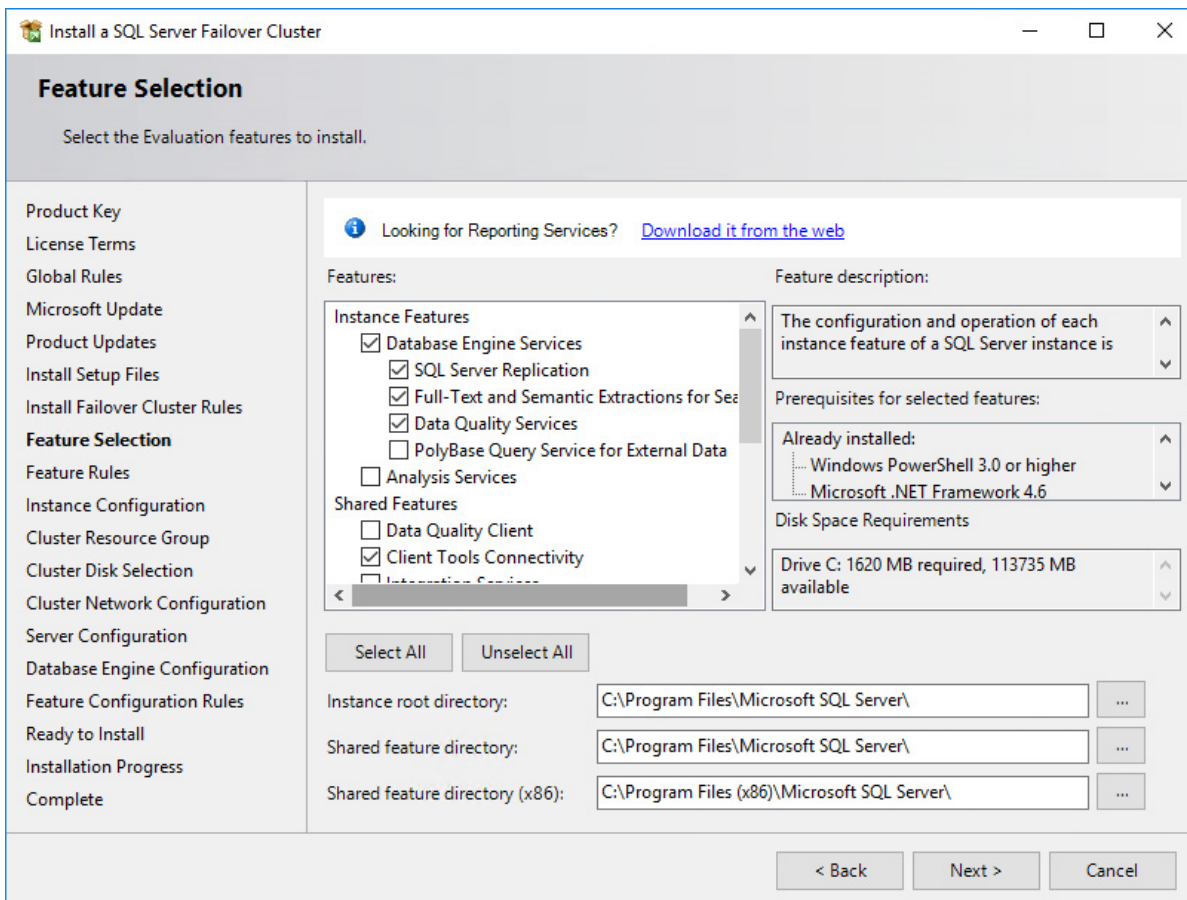 Install a SQL Server Failover Cluster
Feature Selection
Select the Evaluation features to install.
Product Key
License Terms
Global Rules
Microsoft Update
Product Updates
Install Setup Files
Install Failover Cluster Rules
Feature Selection
Feature Rules
Instance Configuration
Cluster Resource Group
Cluster Disk Selection
Cluster Network Configuration
Server Configuration
Database Engine Configuration
Feature Configuration Rules
Ready to Install
Installation Progress
Complete
Looking for Reporting Services? Download it from the web
Features:
Instance Features
Database Engine Services
SQL Server Replication
Full-Text and Semantic Extractions for Sea
Data Quality Services
PolyBase Query Service for External Data
Analysis Services
Shared Features
Data Quality Client
Client Tools Connectivity
Integration Services
Feature description:
The configuration and operation of each
instance feature of a SQL Server instance is
Prerequisites for selected features:
Already installed:
Windows PowerShell 3.0 or higher
Microsoft .NET Framework 4.6
Disk Space Requirements
Drive C: 1620 MB required, 113735 MB
available
Select All
Unselect All
Instance root directory:
C:\Program Files\Microsoft SQL Server\
...
Shared feature directory:
C:\Program Files\Microsoft SQL Server\
...
Shared feature directory (x86):
C:\Program Files (x86)\Microsoft SQL Server\
...
< Back
Next >
Cancel